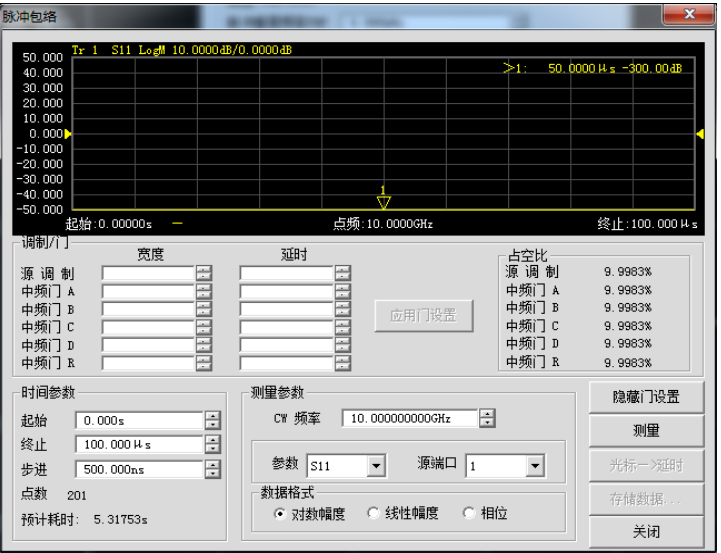 脉冲包络
Tr 1 S11 LogM 10.0000dB/0.0000dB
>1: 50.0000μs -300.00dB
50.000
40.000
30.000
20.000
10.000
0.000
-10.000
-20.000
-30.000
-40.000
-50.000
1
起始:0.00000s
点频:10.0000GHz
终止:100.000μs
调制/门
宽度 延时
源 调 制
中频门 A
中频门 B
中频门 C
中频门 D
中频门 R
应用门设置
占空比
源 调 制 9.9983%
中频门 A 9.9983%
中频门 B 9.9983%
中频门 C 9.9983%
中频门 D 9.9983%
中频门 R 9.9983%
时间参数
起始 0.000s
终止 100.000μs
步进 500.000ns
点数 201
预计耗时: 5.31753s
测量参数
CW 频率 10.000000000GHz
参数 S11 源端口 1
数据格式
对数幅度 线性幅度 相位
隐藏门设置
测量
光标—>延时
存储数据...
关闭